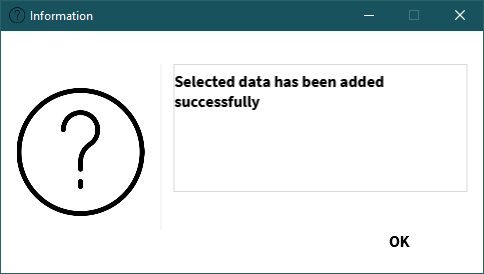 Information
Selected data has been added
successfully
OK